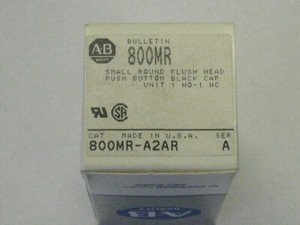 A-B
BULLETIN
800MR
SMALL ROUND FLUSH HEAD
PUSH BUTTON BLACK CAP
UNIT 1 NO-1 NC
CAT MADE IN U.S.A. SER
800MR-A2AR A